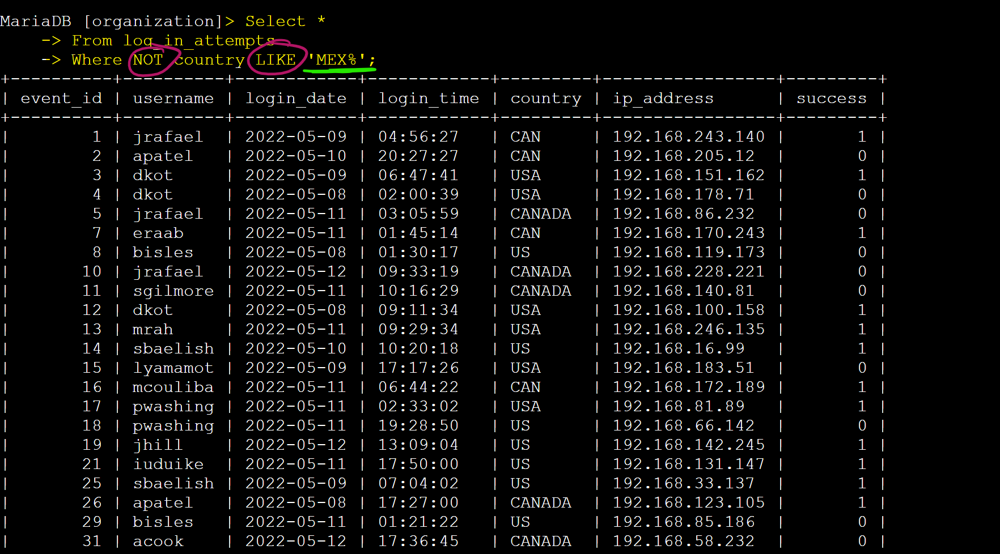 MariaDB [organization]> Select *
    -> From log_in_attempts
    -> Where NOT country LIKE 'MEX%';
+----------+----------+------------+------------+---------+-----------------+---------+
| event_id | username | login_date | login_time | country | ip_address      | success |
+----------+----------+------------+------------+---------+-----------------+---------+
|        1 | jrafael  | 2022-05-09 | 04:56:27   | CAN     | 192.168.243.140 |       1 |
|        2 | apatel   | 2022-05-10 | 20:27:27   | CAN     | 192.168.205.12  |       0 |
|        3 | dkot     | 2022-05-09 | 06:47:41   | USA     | 192.168.151.162 |       1 |
|        4 | dkot     | 2022-05-08 | 02:00:39   | USA     | 192.168.178.71  |       0 |
|        5 | jrafael  | 2022-05-11 | 03:05:59   | CANADA  | 192.168.86.232  |       0 |
|        7 | eraab    | 2022-05-11 | 01:45:14   | CAN     | 192.168.170.243 |       1 |
|        8 | bisles   | 2022-05-08 | 01:30:17   | US      | 192.168.119.173 |       0 |
|       10 | jrafael  | 2022-05-12 | 09:33:19   | CANADA  | 192.168.228.221 |       0 |
|       11 | sgilmore | 2022-05-11 | 10:16:29   | CANADA  | 192.168.140.81  |       0 |
|       12 | dkot     | 2022-05-08 | 09:11:34   | USA     | 192.168.100.158 |       1 |
|       13 | mrah     | 2022-05-11 | 09:29:34   | USA     | 192.168.246.135 |       1 |
|       14 | sbaelish | 2022-05-10 | 10:20:18   | US      | 192.168.16.99   |       1 |
|       15 | lyamamot | 2022-05-09 | 17:17:26   | USA     | 192.168.183.51  |       0 |
|       16 | mcouliba | 2022-05-11 | 06:44:22   | CAN     | 192.168.172.189 |       1 |
|       17 | pwashing | 2022-05-11 | 02:33:02   | USA     | 192.168.81.89   |       1 |
|       18 | pwashing | 2022-05-11 | 19:28:50   | US      | 192.168.66.142  |       0 |
|       19 | jhill    | 2022-05-12 | 13:09:04   | US      | 192.168.142.245 |       1 |
|       21 | iuduike  | 2022-05-11 | 17:50:00   | US      | 192.168.131.147 |       1 |
|       25 | sbaelish | 2022-05-09 | 07:04:02   | US      | 192.168.33.137  |       1 |
|       26 | apatel   | 2022-05-08 | 17:27:00   | CANADA  | 192.168.123.105 |       1 |
|       29 | bisles   | 2022-05-11 | 01:21:22   | US      | 192.168.85.186  |       0 |
|       31 | acook    | 2022-05-12 | 17:36:45   | CANADA  | 192.168.58.232  |       0 |